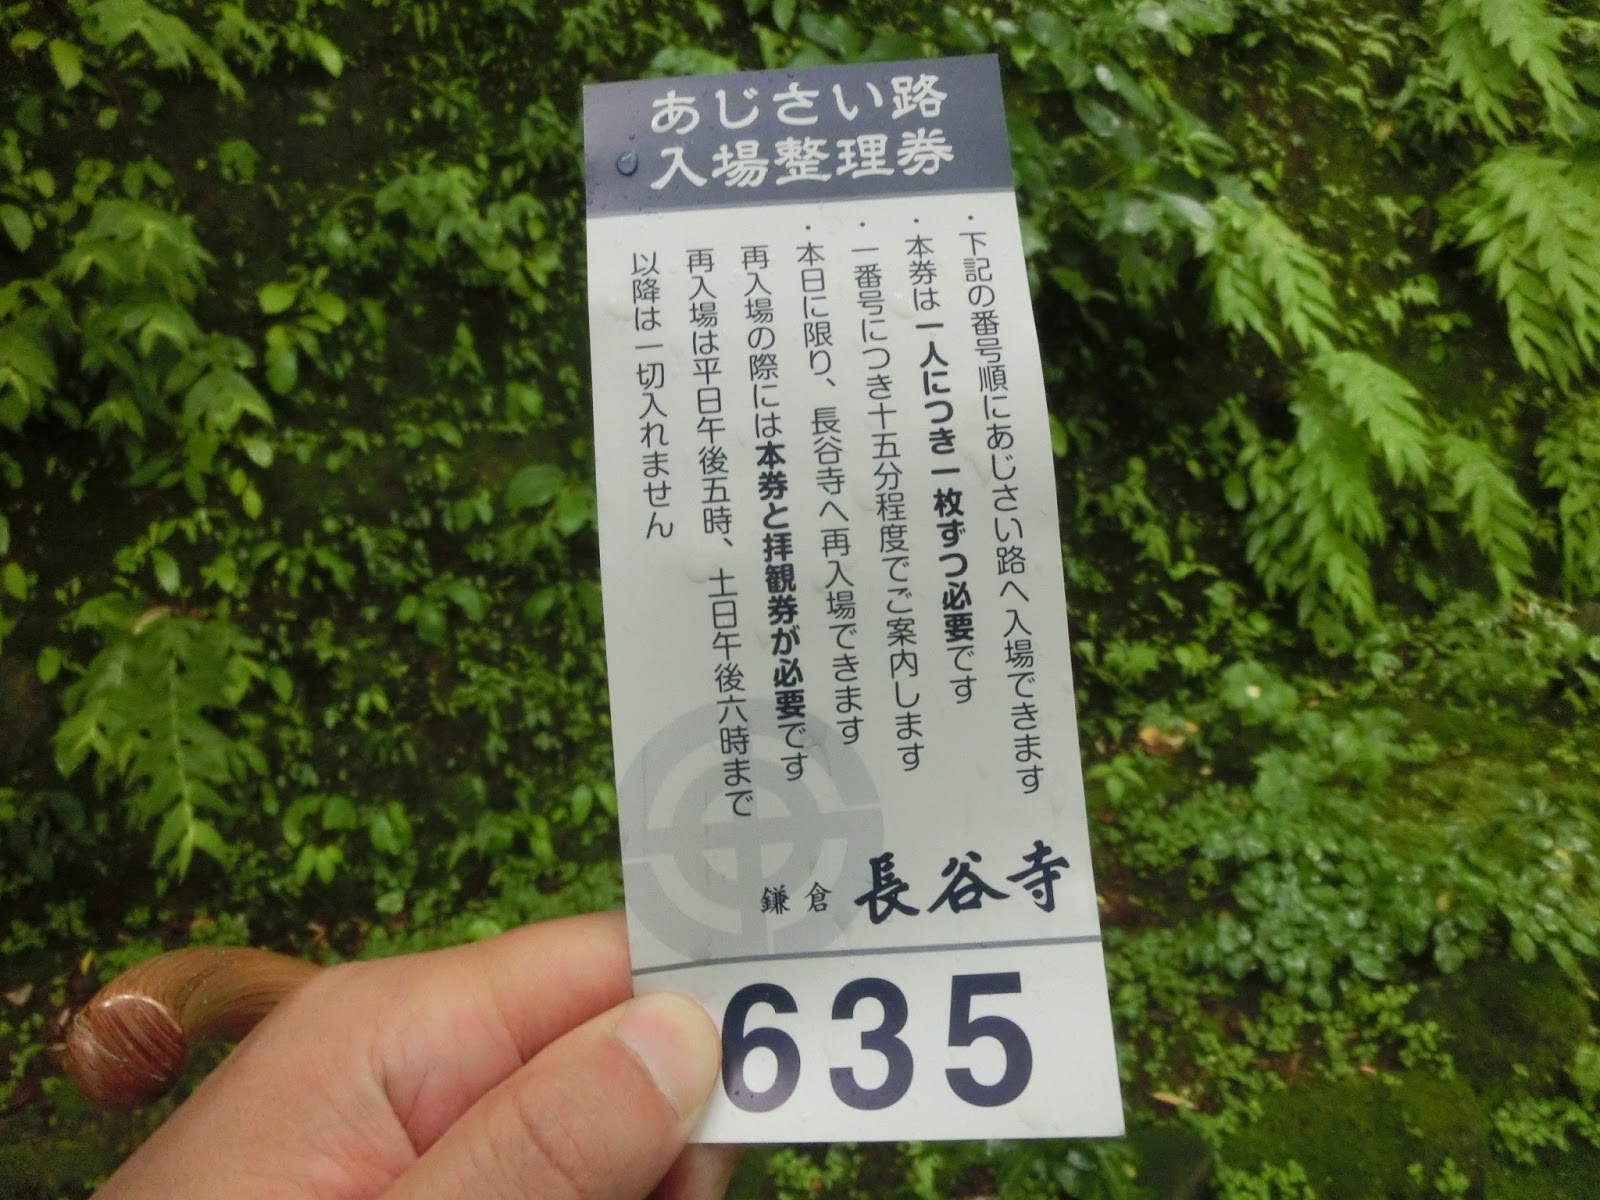 あじさい路
入場整理券
・下記の番号順にあじさい路へ入場できます
・本券は一人につき一枚ずつ必要です
・一番号につき十五分程度でご案内します
・本日に限り、長谷寺へ再入場できます
再入場の際には本券と拝観券が必要です
再入場は平日午後五時、土日午後六時まで
以降は一切入れません
鎌倉 長谷寺
635